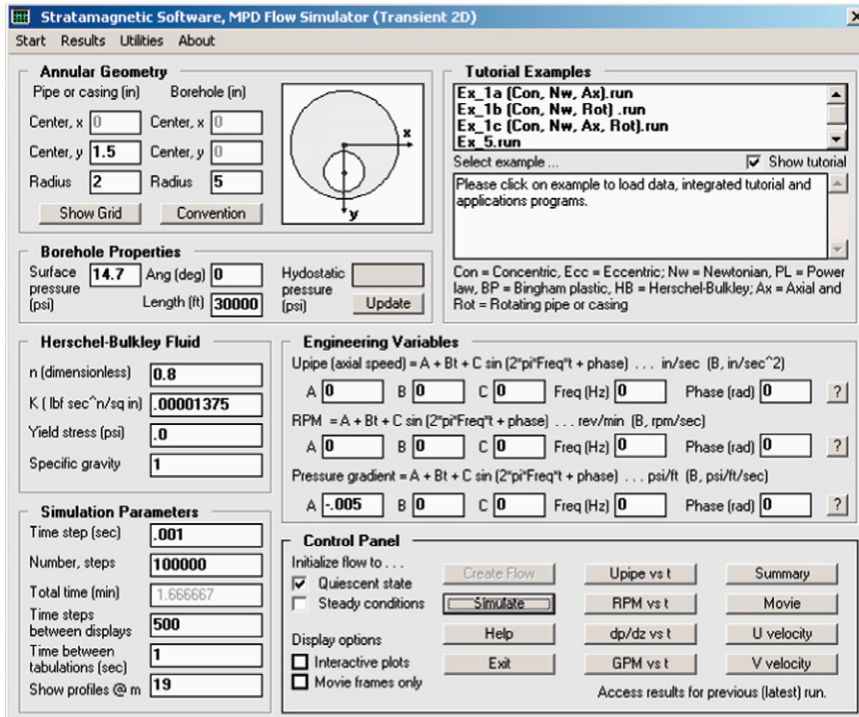 Stratamagnetic Software, MPD Flow Simulator (Transient 2D)
Start Results Utilities About
Annular Geometry
Pipe or casing (in) Borehole (in)
Center, x 0 Center, x 0
Center, y 1.5 Center, y 0
Radius 2 Radius 5
Show Grid Convention
x
y
Tutorial Examples
Ex_1a (Con, Nw, Ax).run
Ex_1b (Con, Nw, Rot) .run
Ex_1c (Con, Nw, Ax, Rot).run
Ex_5.run
Select example ... Show tutorial
Please click on example to load data, integrated tutorial and
applications programs.
Con = Concentric, Ecc = Eccentric; Nw = Newtonian, PL = Power
law, BP = Bingham plastic, HB = Herschel-Bulkley; Ax = Axial and
Rot = Rotating pipe or casing
Borehole Properties
Surface pressure (psi) 14.7 Ang (deg) 0
Length (ft) 30000
Hydostatic pressure (psi)
Update
Herschel-Bulkley Fluid
n (dimensionless) 0.8
K ( lbf sec^n/sq in) .00001375
Yield stress (psi) .0
Specific gravity 1
Engineering Variables
Upipe (axial speed) = A + Bt + C sin (2*pi*Freq*t + phase) . . . in/sec (B, in/sec^2)
A 0 B 0 C 0 Freq (Hz) 0 Phase (rad) 0 ?
RPM = A + Bt + C sin (2*pi*Freq*t + phase) . . . rev/min (B, rpm/sec)
A 0 B 0 C 0 Freq (Hz) 0 Phase (rad) 0 ?
Pressure gradient = A + Bt + C sin (2*pi*Freq*t + phase) . . . psi/ft (B, psi/ft/sec)
A -.005 B 0 C 0 Freq (Hz) 0 Phase (rad) 0 ?
Simulation Parameters
Time step (sec) .001
Number, steps 100000
Total time (min) 1.666667
Time steps between displays 500
Time between tabulations (sec) 1
Show profiles @ m 19
Control Panel
Initialize flow to . . .
Quiescent state
Steady conditions
Display options
Interactive plots
Movie frames only
Create Flow Upipe vs t Summary
Simulate RPM vs t Movie
Help dp/dz vs t U velocity
Exit GPM vs t V velocity
Access results for previous (latest) run.